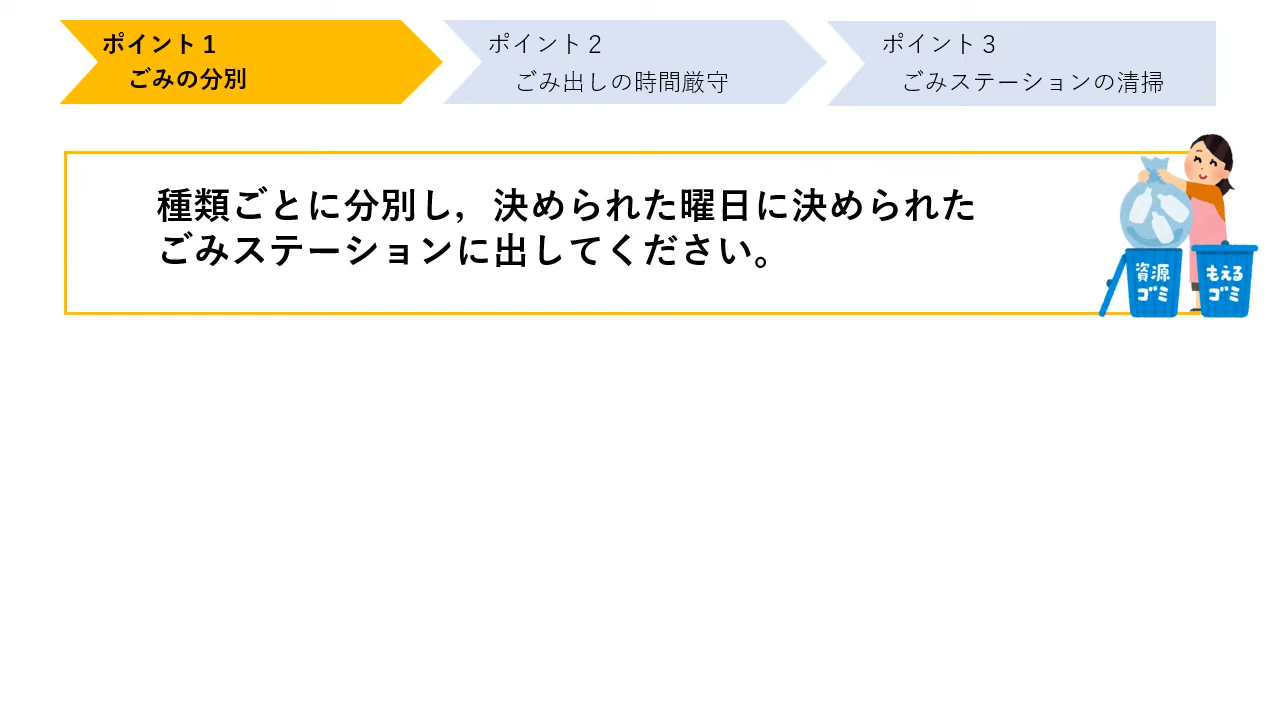 ポイント１
ごみの分別
ポイント２
ごみ出しの時間厳守
ポイント３
ごみステーションの清掃
種類ごとに分別し，決められた曜日に決められた
ごみステーションに出してください。
資源
ゴミ
もえる
ゴミ